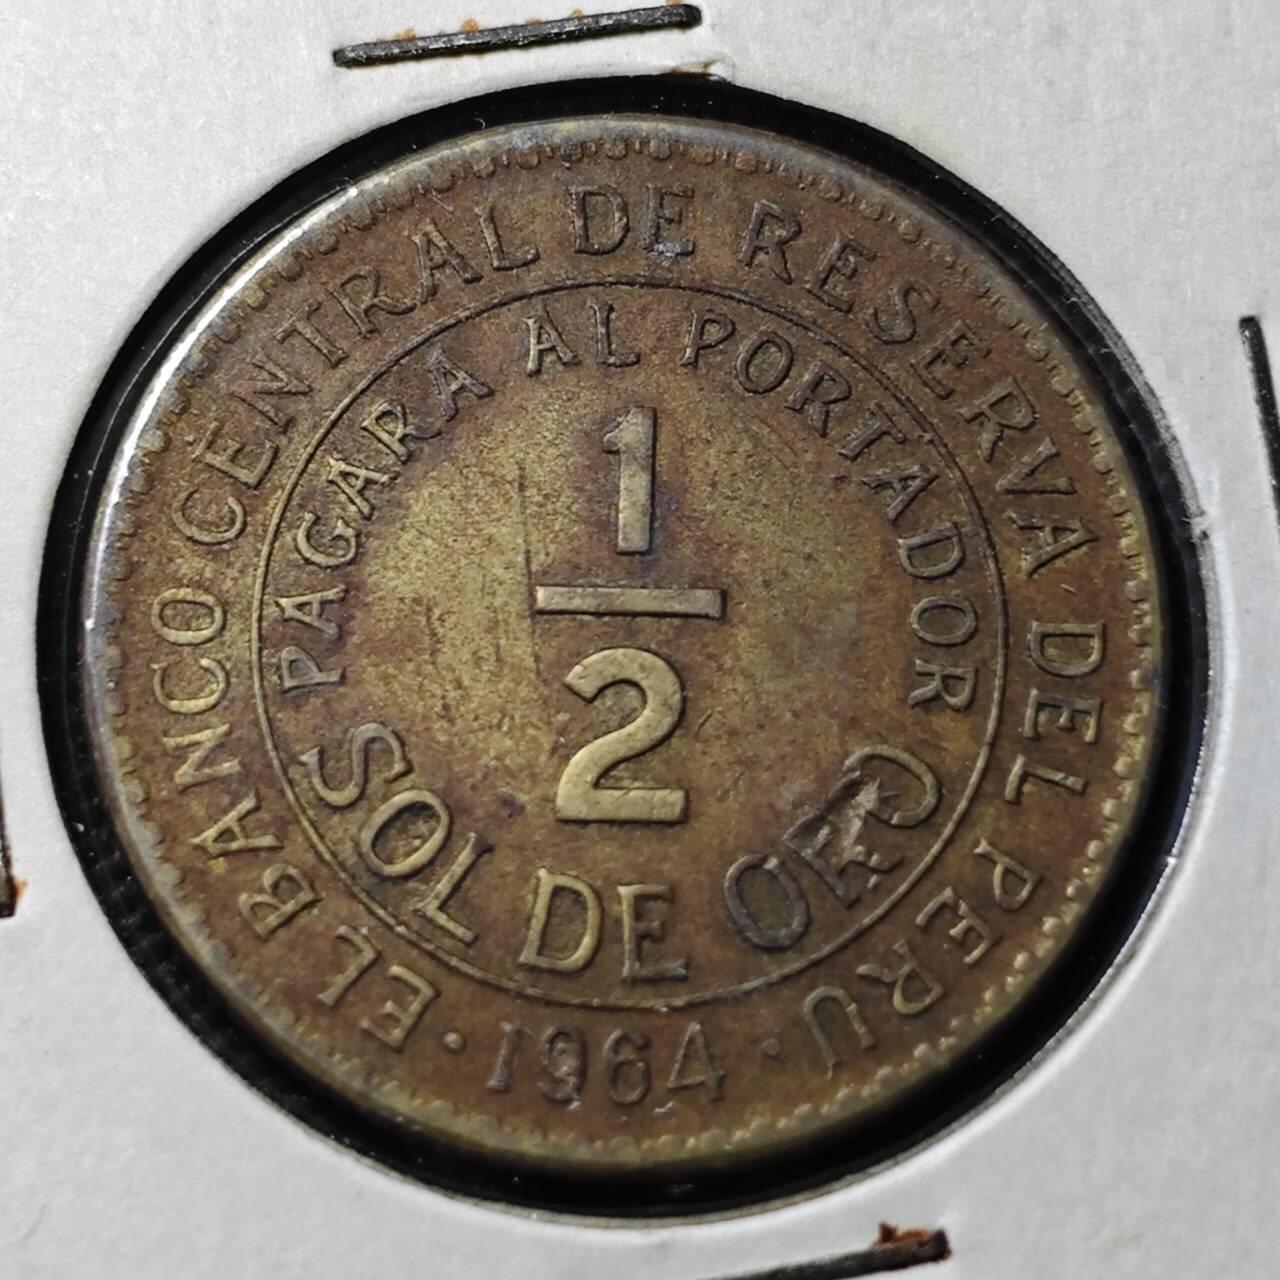 EL BANCO CENTRAL DE RESERVA DEL PERU
PAGARA AL PORTADOR
1
2
SOL DE ORO
· 1964 ·